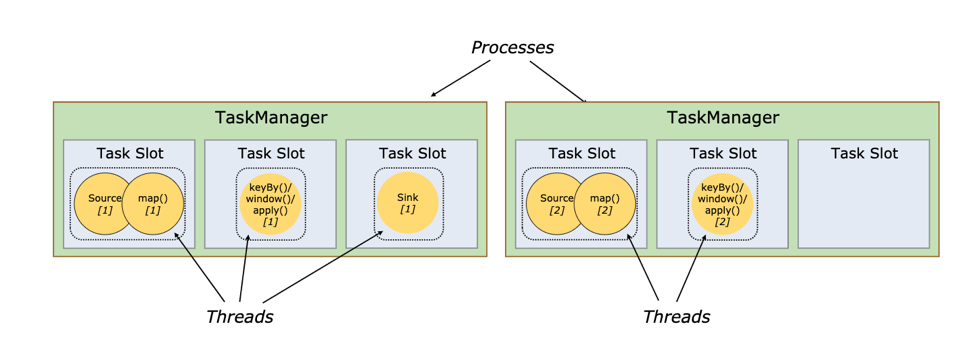 Processes
TaskManager
Task Slot
Source
[1]
map()
[1]
Task Slot
keyBy()/
window()/
apply()
[1]
Task Slot
Sink
[1]
Threads
TaskManager
Task Slot
Source
[2]
map()
[2]
Task Slot
keyBy()/
window()/
apply()
[2]
Task Slot
Threads